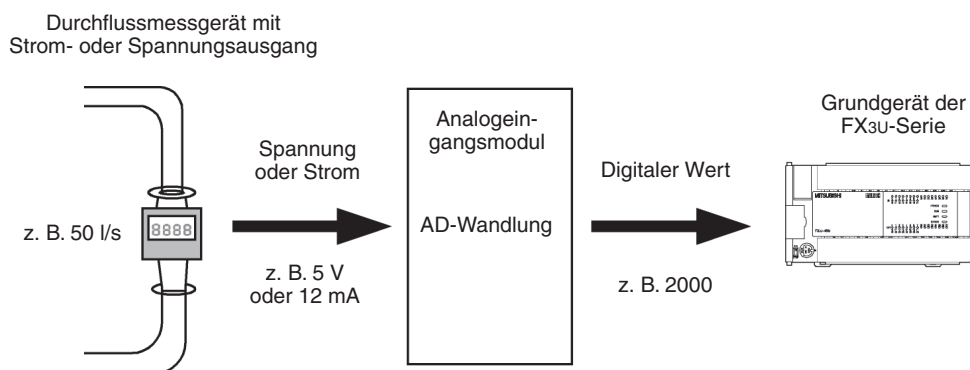 Durchflussmessgerät mit
Strom- oder Spannungsausgang
z. B. 50 l/s
8888
Spannung
oder Strom
z. B. 5 V
oder 12 mA
Analogein-
gangsmodul
AD-Wandlung
Digitaler Wert
z. B. 2000
Grundgerät der
FX3U-Serie
MITSUBISHI